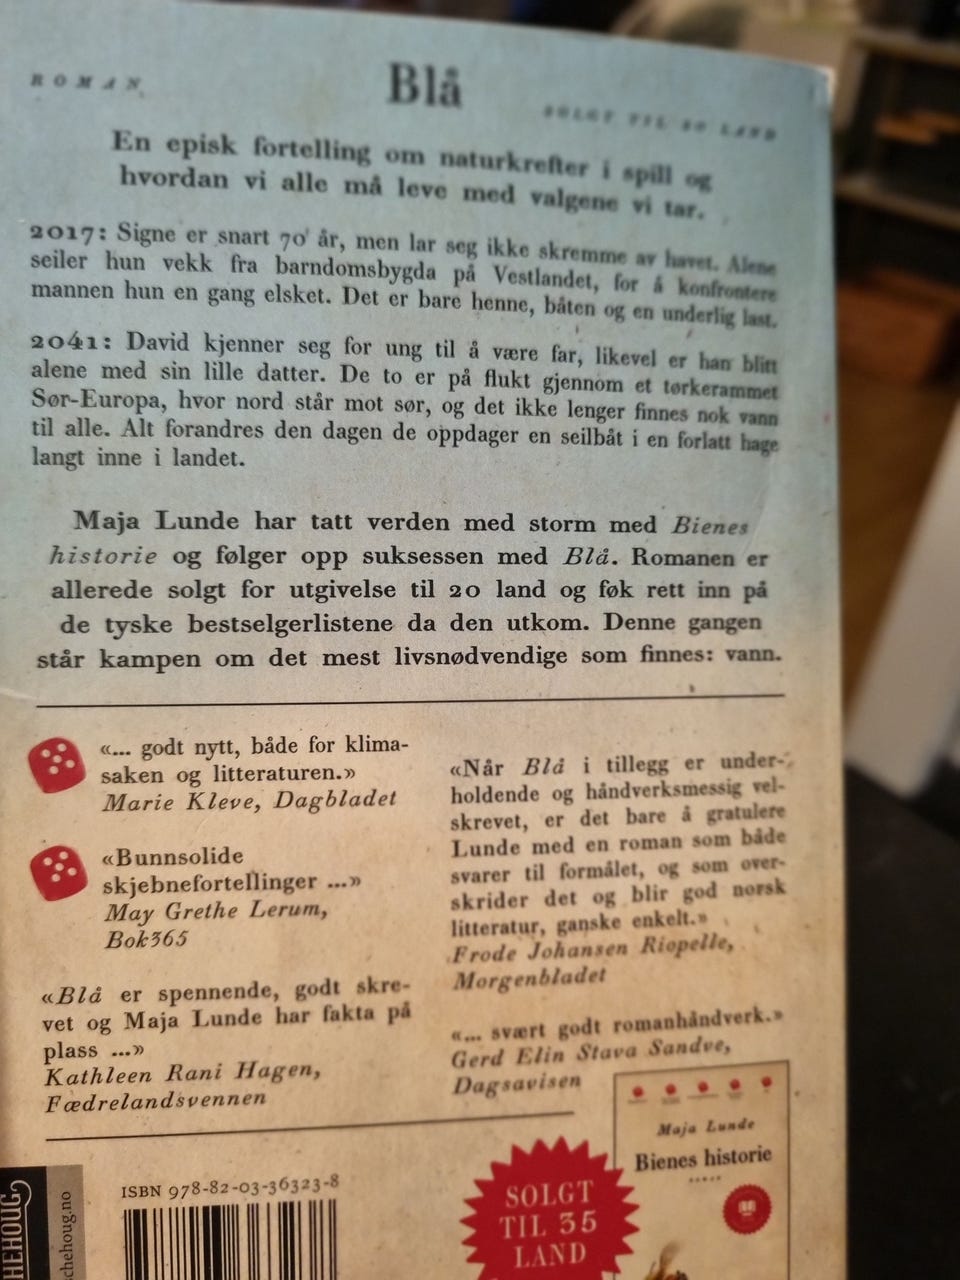 ROMAN
Blå
SOLGT TIL 20 LAND
En episk fortelling om naturkrefter i spill og
hvordan vi alle må leve med valgene vi tar.
2017: Signe er snart 70 år, men lar seg ikke skremme av havet. Alene
seiler hun vekk fra barndomsbygda på Vestlandet, for å konfrontere
mannen hun en gang elsket. Det er bare henne, båten og en underlig last.
2041: David kjenner seg for ung til å være far, likevel er han blitt
alene med sin lille datter. De to er på flukt gjennom et tørkerammet
Sør-Europa, hvor nord står mot sør, og det ikke lenger finnes nok vann
til alle. Alt forandres den dagen de oppdager en seilbåt i en forlatt hage
langt inne i landet.
Maja Lunde har tatt verden med storm med Bienes
historie og følger opp suksessen med Blå. Romanen er
allerede solgt for utgivelse til 20 land og føk rett inn på
de tyske bestselgerlistene da den utkom. Denne gangen
står kampen om det mest livsnødvendige som finnes: vann.
«... godt nytt, både for klima-
saken og litteraturen.»
Marie Kleve, Dagbladet
«Bunnsolide
skjebnefortellinger ...»
May Grethe Lerum,
Bok365
«Blå er spennende, godt skre-
vet og Maja Lunde har fakta på
plass ...»
Kathleen Rani Hagen,
Fædrelandsvennen
«Når Blå i tillegg er under-
holdende og håndverksmessig vel-
skrevet, er det bare å gratulere
Lunde med en roman som både
svarer til formålet, og som over-
skrider det og blir god norsk
litteratur, ganske enkelt.»
Frode Johansen Riopelle,
Morgenbladet
«... svært godt romanhåndverk.»
Gerd Elin Stava Sandve,
Dagsavisen
Maja Lunde
Bienes historie
ISBN 978-82-03-36323-8
SOLGT
TIL 35
LAND
HEHOUG
chehoug.no